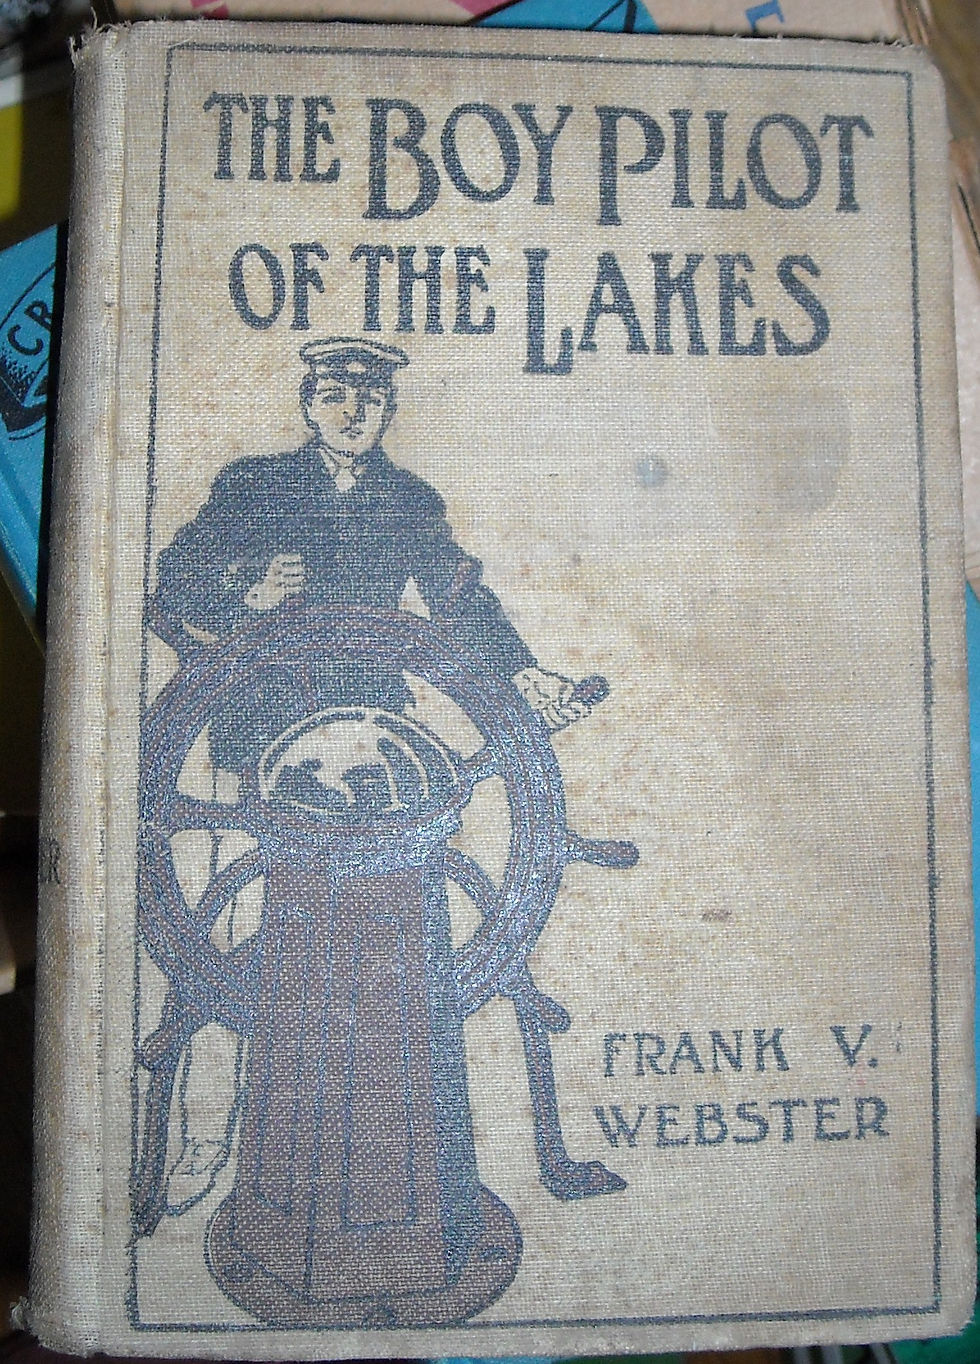 THE BOY PILOT
OF THE LAKES
FRANK V.
WEBSTER